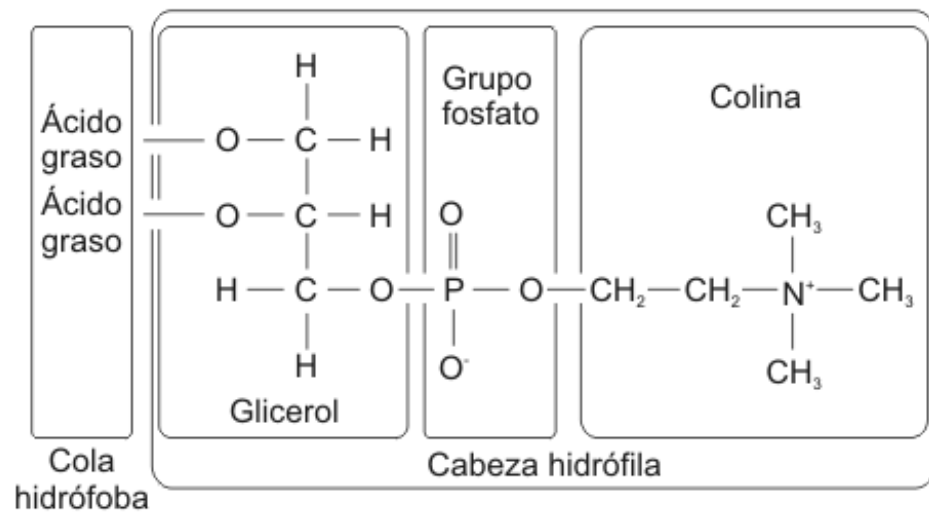 H
Grupo
fosfato
Colina
Ácido
graso
O — C — H
Ácido
graso
O — C — H
O
CH₃
H — C — O — P — O — CH₂ — CH₂ — N⁺ — CH₃
H
O⁻
CH₃
Glicerol
Cola
hidrófoba
Cabeza hidrófila